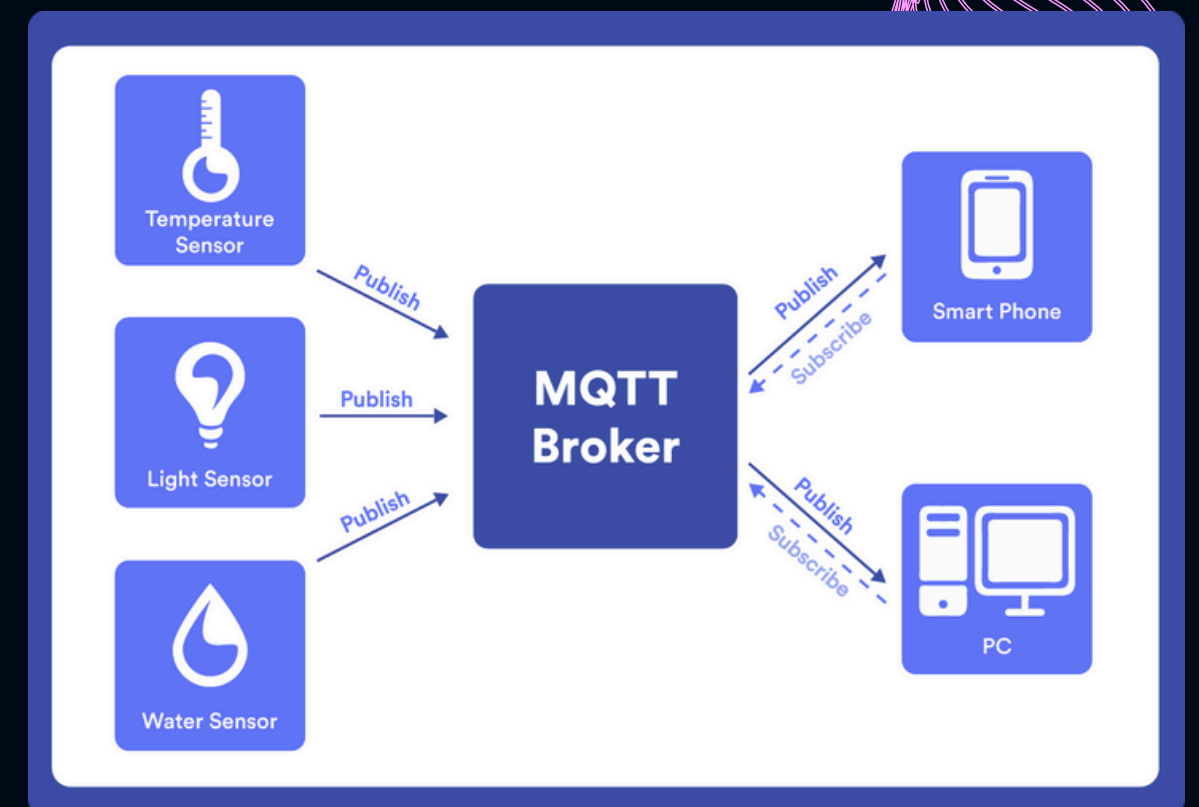 Temperature
Sensor
Publish
Light Sensor
Publish
Water Sensor
Publish
MQTT
Broker
Publish
Subscribe
Smart Phone
Publish
Subscribe
PC